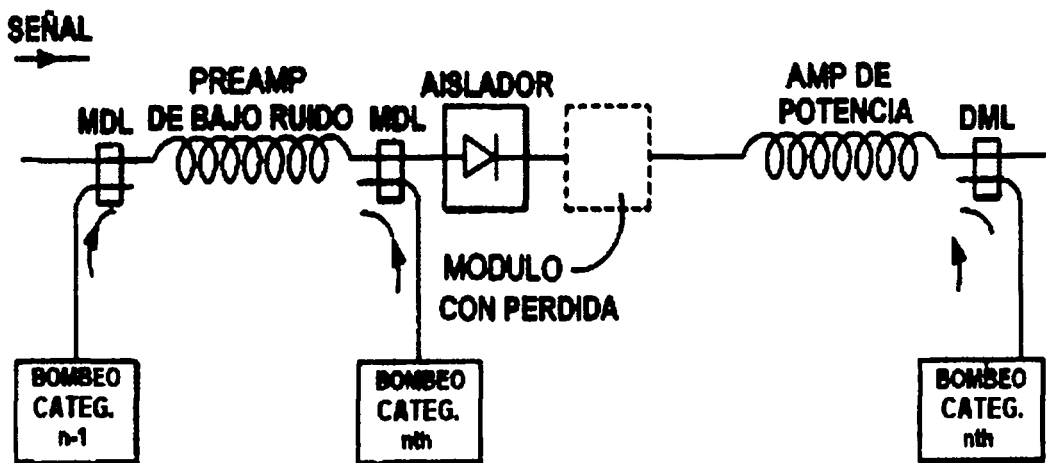 SEÑAL
PREAMP
DE BAJO RUIDO
MDL
MDL
AISLADOR
AMP DE
POTENCIA
DML
MODULO
CON PERDIDA
BOMBEO
CATEG.
n-1
BOMBEO
CATEG.
nth
BOMBEO
CATEG.
nth